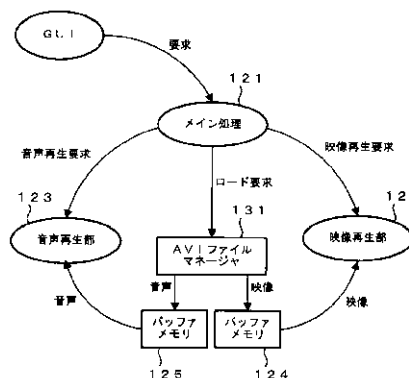 GUI
要求
121
メイン処理
音声再生要求
映像再生要求
ロード要求
123
131
12
音声再生部
AVIファイル
マネージャ
映像再生部
音声
映像
音声
映像
バッファ
メモリ
バッファ
メモリ
125
124